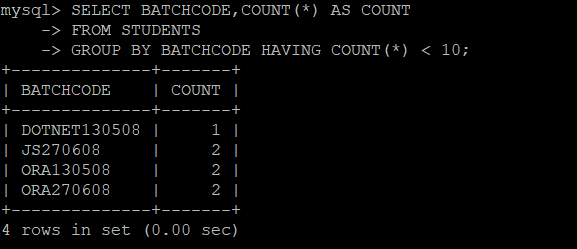 mysql> SELECT BATCHCODE,COUNT(*) AS COUNT
    -> FROM STUDENTS
    -> GROUP BY BATCHCODE HAVING COUNT(*) < 10;
+--------------+-------+
| BATCHCODE    | COUNT |
+--------------+-------+
| DOTNET130508 |     1 |
| JS270608     |     2 |
| ORA130508    |     2 |
| ORA270608    |     2 |
+--------------+-------+
4 rows in set (0.00 sec)